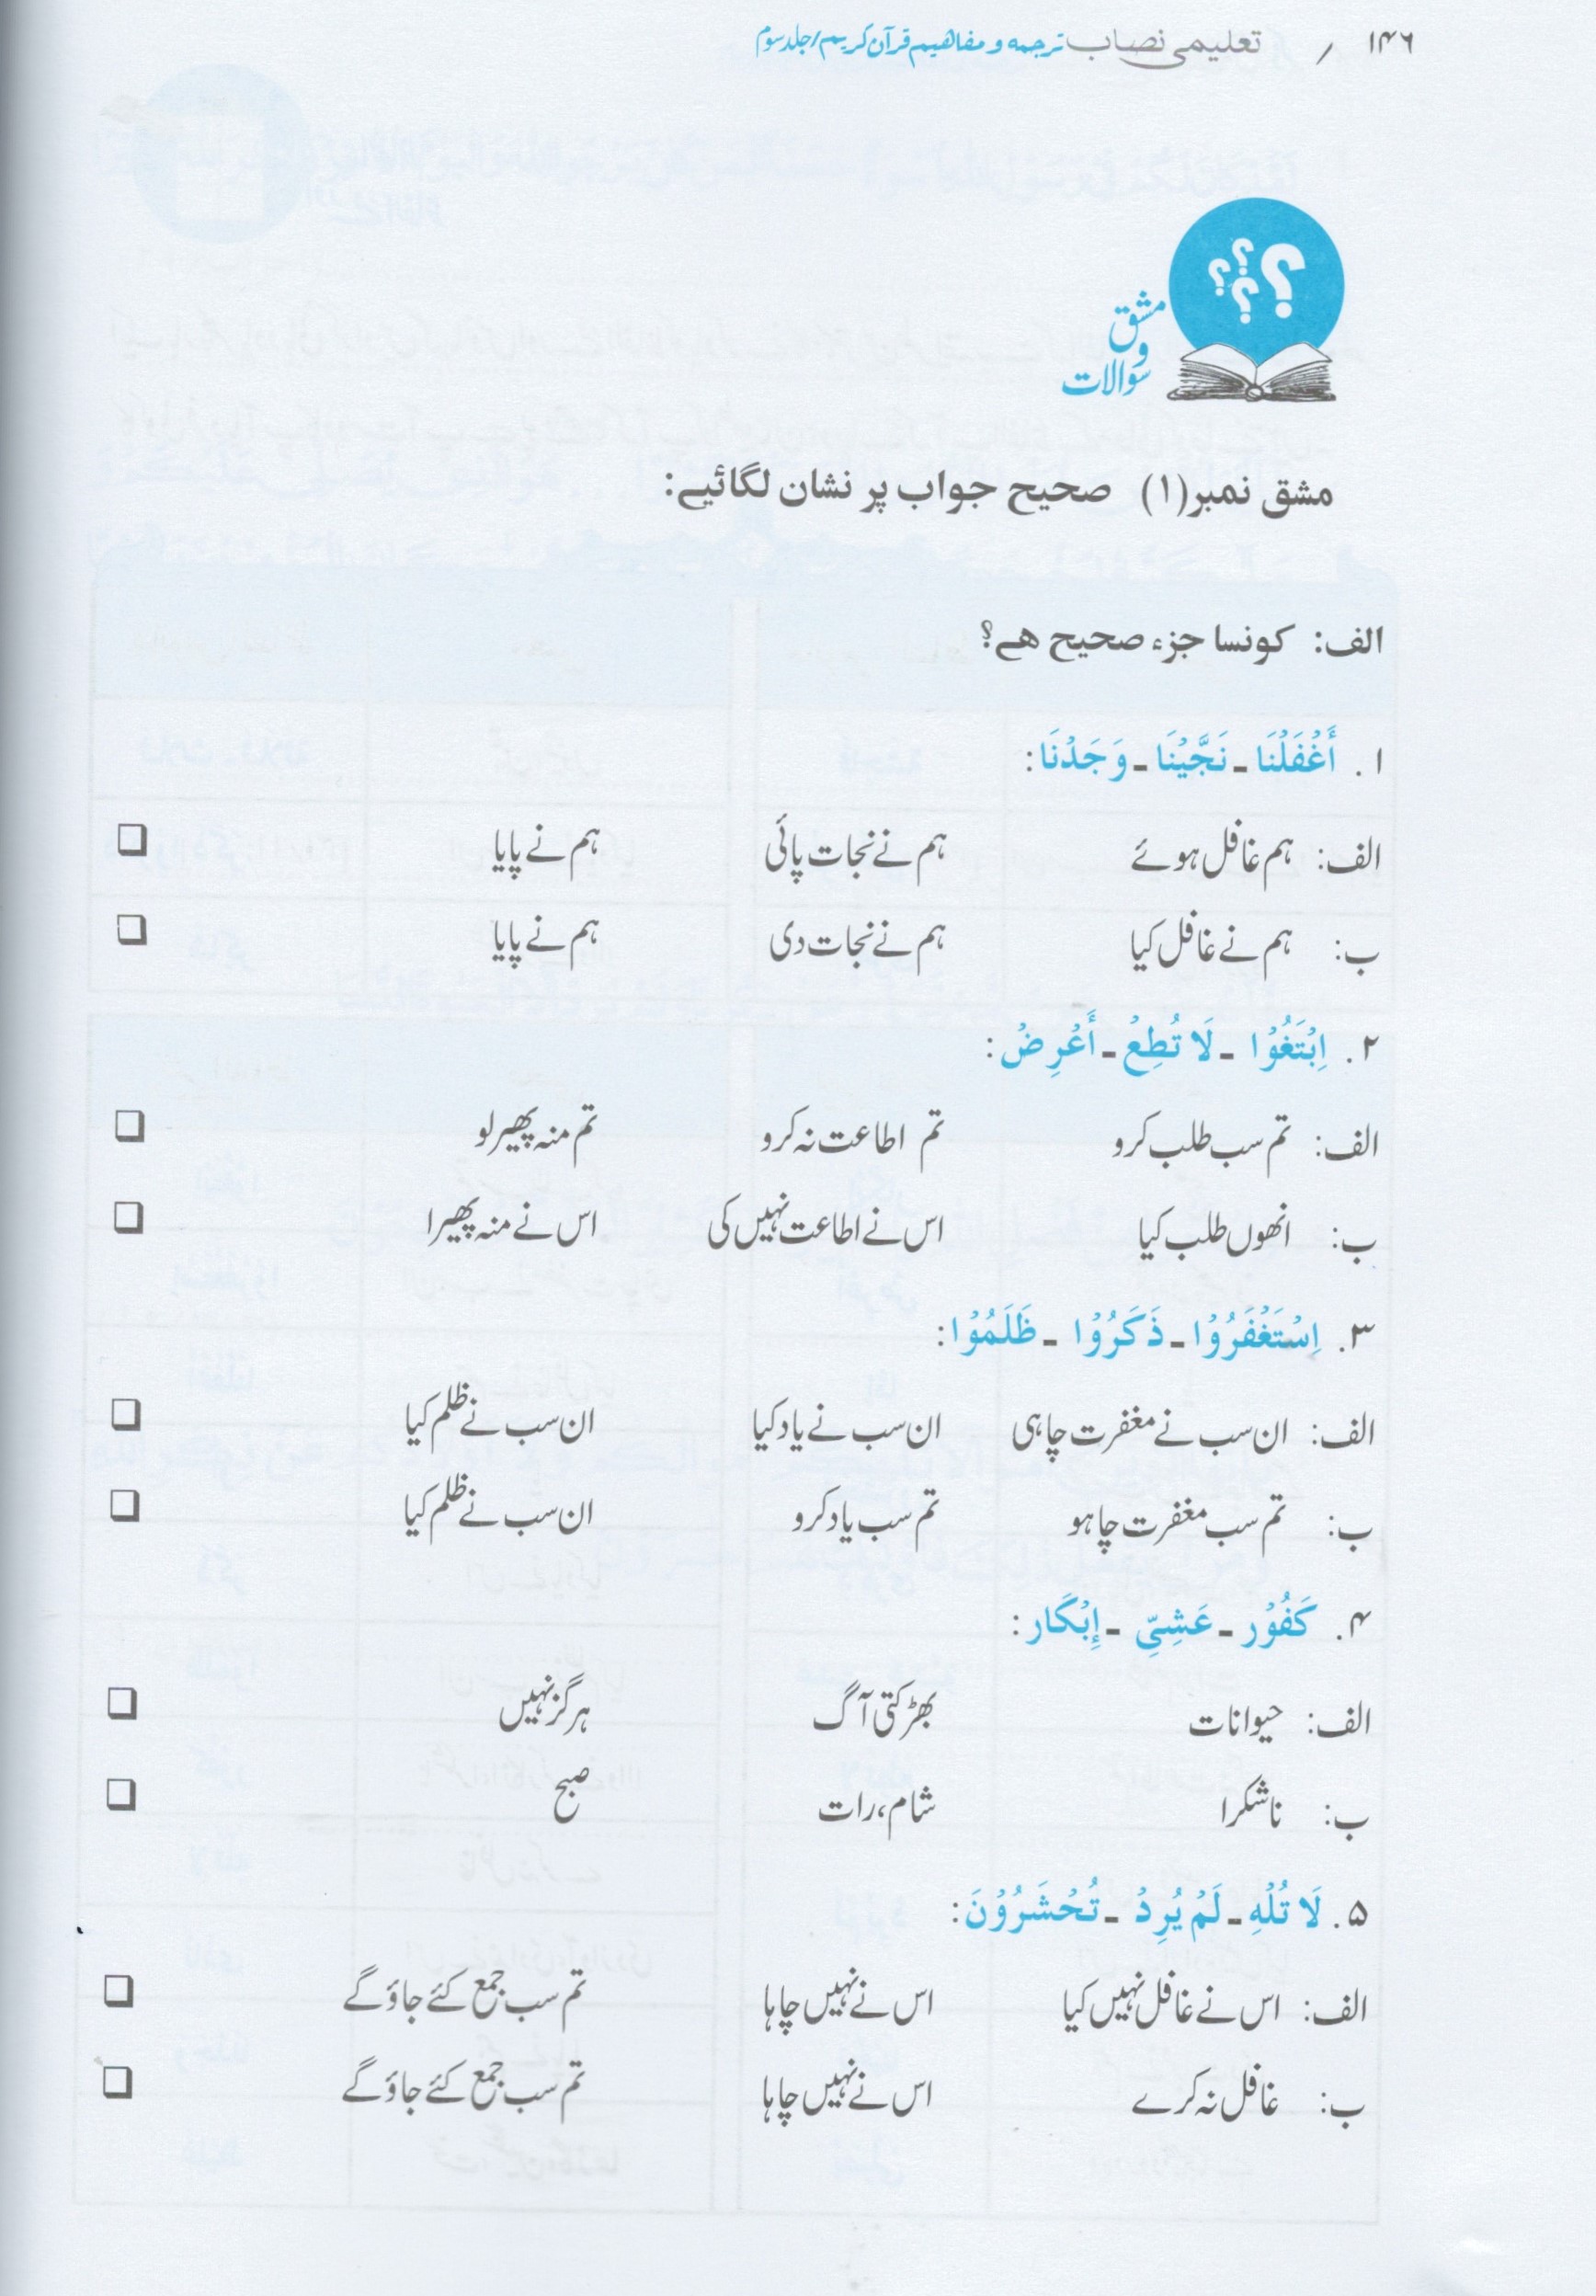 ۱۴۶ / تعلیمی نصاب ترجمه و مفاهیم قرآن کریم/جلد سوم
مشق
و
سوالات
مشق نمبر(۱) صحیح جواب پر نشان لگائیے:
الف: کونسا جزء صحیح ھے؟
۱. أَغْفَلْنَا ـ نَجَّيْنَا ـ وَجَدْنَا:
الف: ہم غافل ہوئے ہم نے نجات پائی ہم نے پایا ❑
ب: ہم نے غافل کیا ہم نے نجات دی ہم نے پایا ❑
۲. اِبْتَغُوْا ـ لَا تُطِعْ ـ أَعْرِضْ:
الف: تم سب طلب کرو تم اطاعت نہ کرو تم منہ پھیر لو ❑
ب: انھوں طلب کیا اس نے اطاعت نہیں کی اس نے منہ پھیرا ❑
۳. اِسْتَغْفَرُوْا ـ ذَكَرُوْا ـ ظَلَمُوْا:
الف: ان سب نے مغفرت چاہی ان سب نے یاد کیا ان سب نے ظلم کیا ❑
ب: تم سب مغفرت چاہو تم سب یاد کرو ان سب نے ظلم کیا ❑
۴. كَفُوْر ـ عَشِيّ ـ إِبْكَار:
الف: حیوانات بھڑکتی آگ ہرگز نہیں ❑
ب: ناشکرا شام، رات صبح ❑
۵. لَا تُلْهِ ـ لَمْ يُرِدْ ـ تُحْشَرُوْنَ:
الف: اس نے غافل نہیں کیا اس نے نہیں چاہا تم سب جمع کئے جاؤ گے ❑
ب: غافل نہ کرے اس نے نہیں چاہا تم سب جمع کئے جاؤ گے ❑